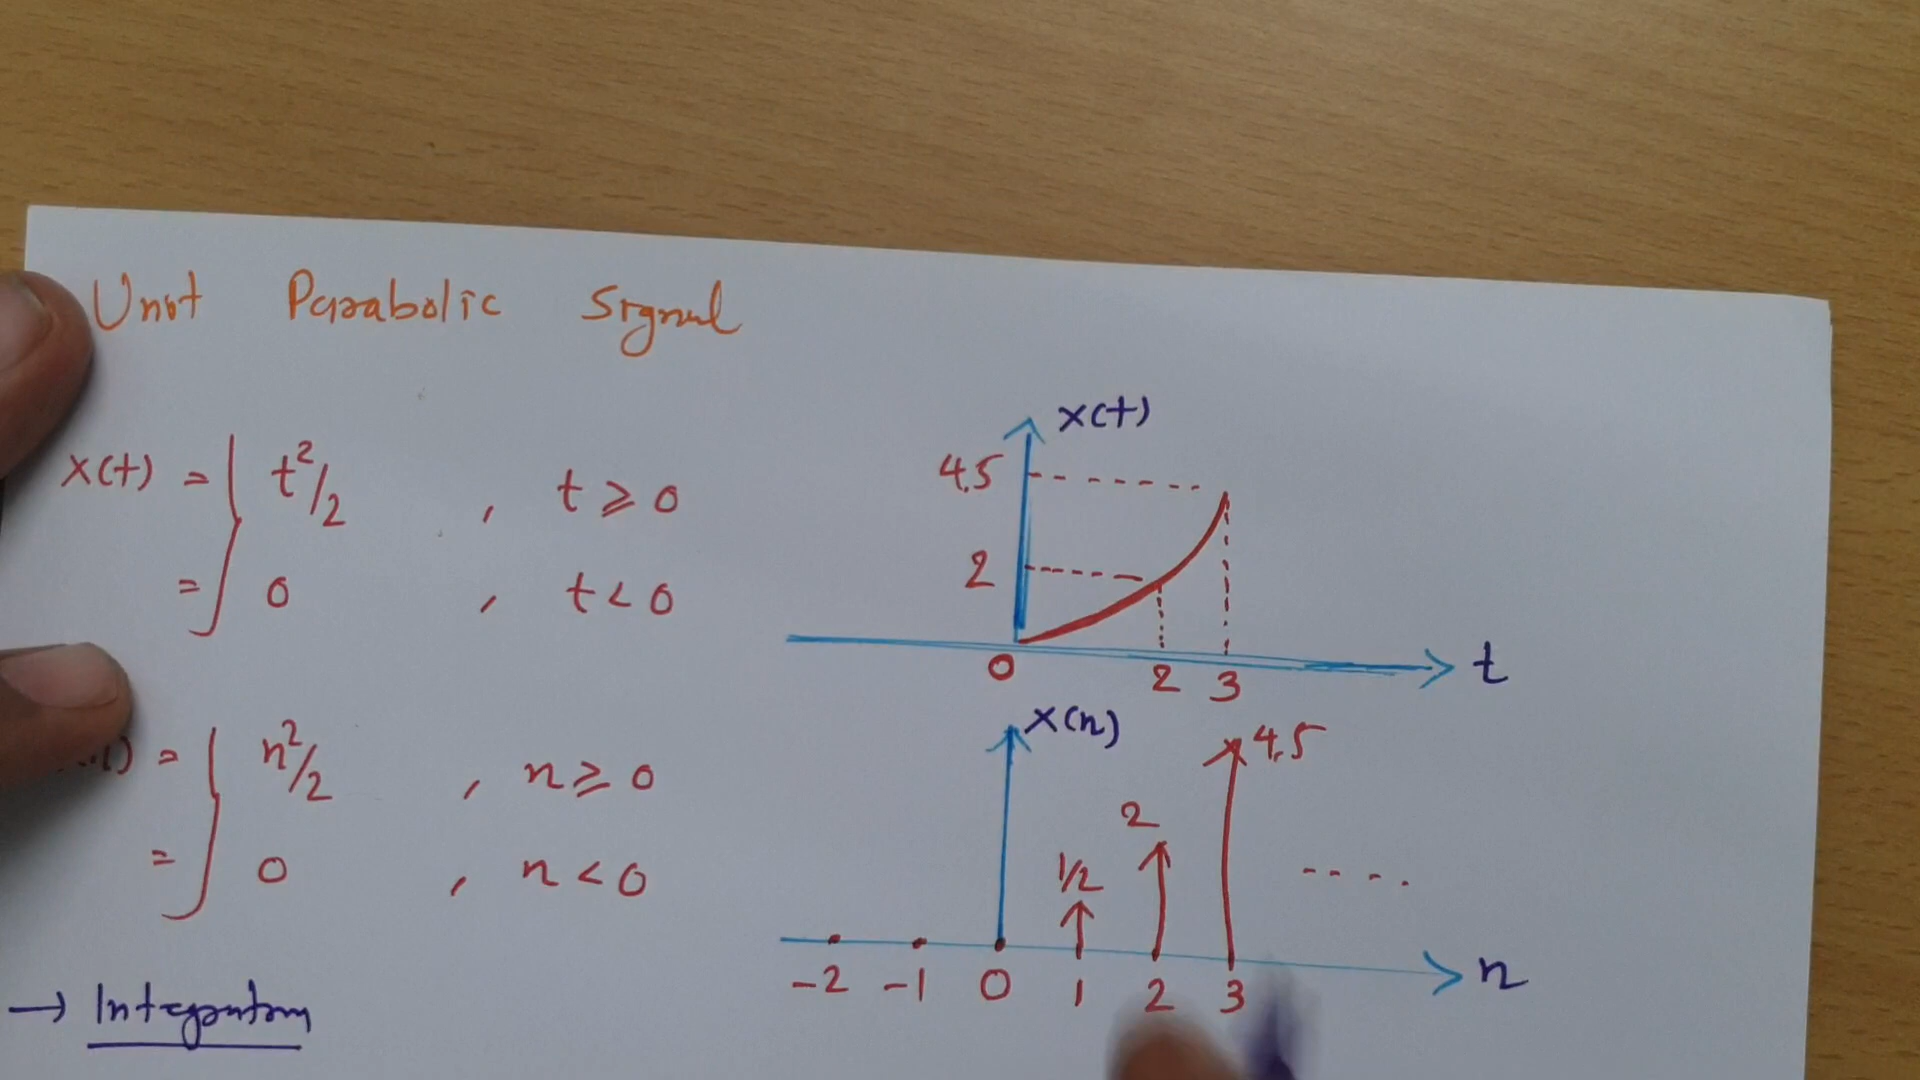 Unit Parabolic Signal
x(t) = { t²/2 , t ≥ 0
= 0 , t < 0
x(t)
4.5
2
0 2 3 t
= { n²/2 , n ≥ 0
= 0 , n < 0
x(n)
1/2 2 4.5 ----
-2 -1 0 1 2 3 n
→ Integration